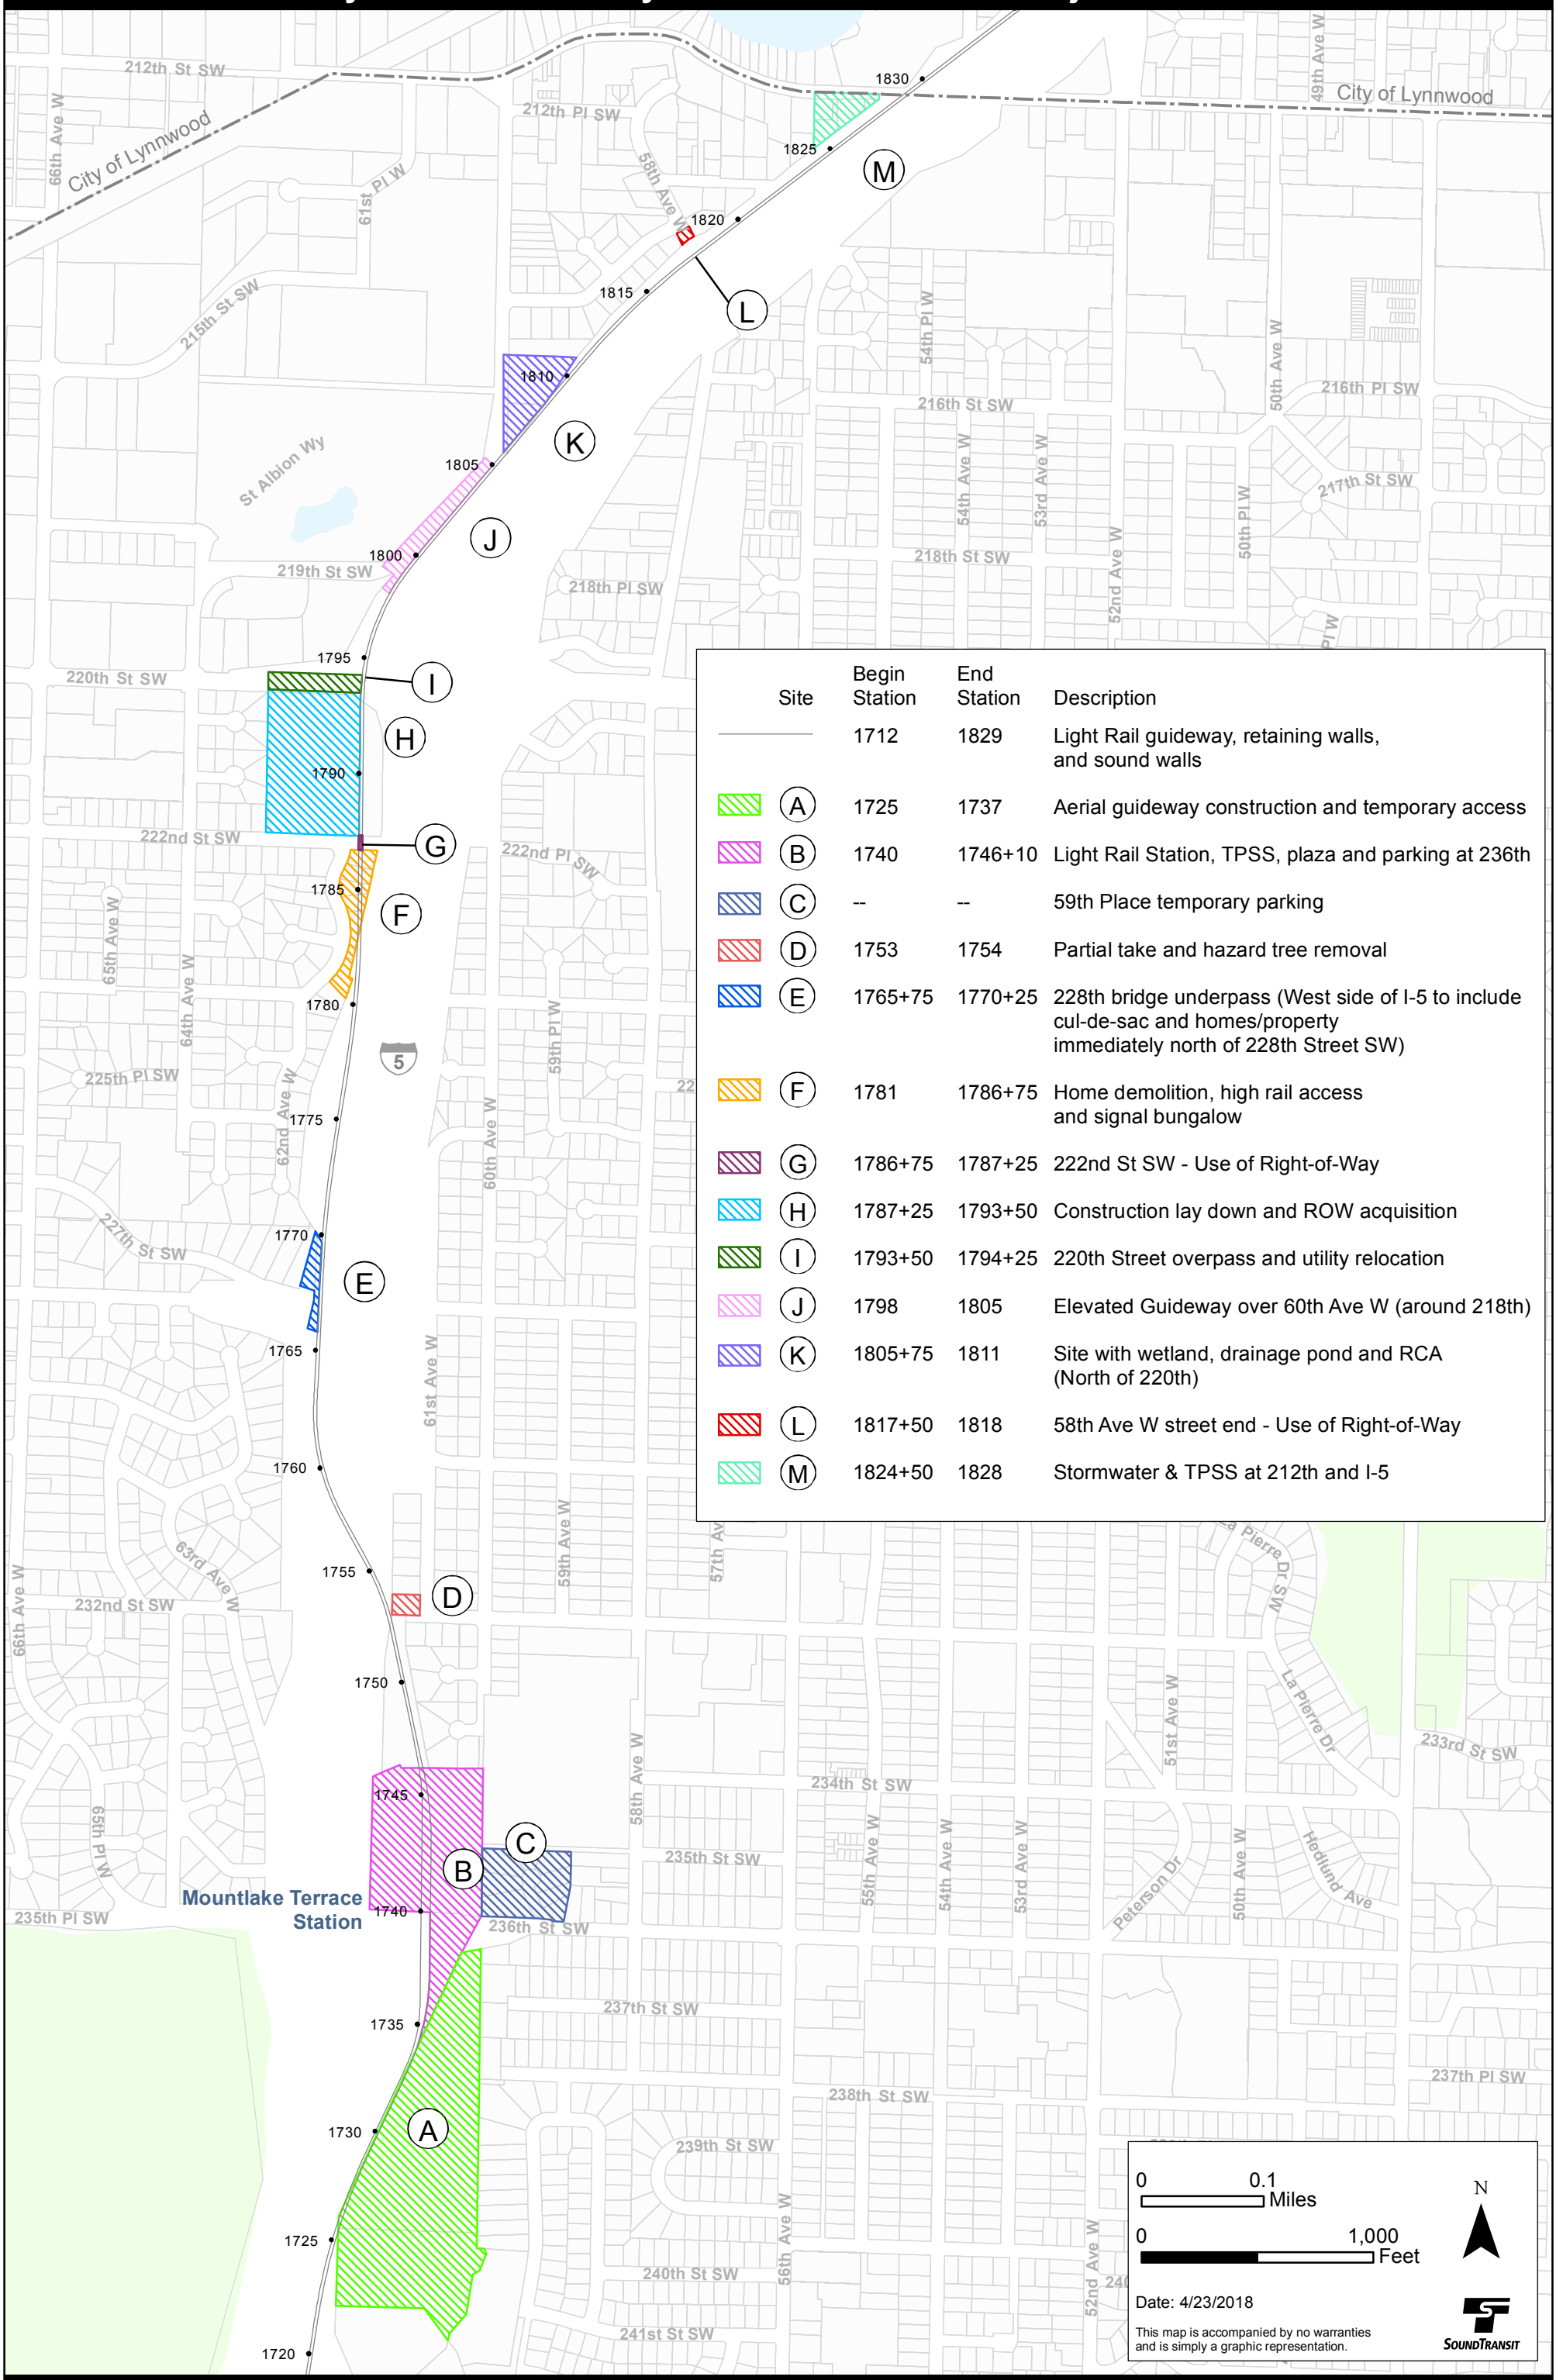 212th St SW
66th Ave W
City of Lynnwood
61st Pl W
212th Pl SW
58th Ave W
1830
49th Ave W
City of Lynnwood
1825
M
1820
215th St SW
1815
L
54th Pl W
50th Ave W
1810
216th St SW
216th Pl SW
K
St Albion Wy
1805
54th Ave W
53rd Ave W
217th St SW
50th Pl W
J
1800
219th St SW
218th Pl SW
218th St SW
52nd Ave W
Pl W
1795
220th St SW
I
H
1790
222nd St SW
G
222nd Pl SW
1785
F
65th Ave W
64th Ave W
1780
5
59th Pl W
225th Pl SW
62nd Ave W
1775
22
60th Ave W
227th St SW
1770
E
1765
61st Ave W
1760
Begin End
Site Station Station Description
1712 1829 Light Rail guideway, retaining walls,
and sound walls
A 1725 1737 Aerial guideway construction and temporary access
B 1740 1746+10 Light Rail Station, TPSS, plaza and parking at 236th
C -- -- 59th Place temporary parking
D 1753 1754 Partial take and hazard tree removal
E 1765+75 1770+25 228th bridge underpass (West side of I-5 to include
cul-de-sac and homes/property
immediately north of 228th Street SW)
F 1781 1786+75 Home demolition, high rail access
and signal bungalow
G 1786+75 1787+25 222nd St SW - Use of Right-of-Way
H 1787+25 1793+50 Construction lay down and ROW acquisition
I 1793+50 1794+25 220th Street overpass and utility relocation
J 1798 1805 Elevated Guideway over 60th Ave W (around 218th)
K 1805+75 1811 Site with wetland, drainage pond and RCA
(North of 220th)
L 1817+50 1818 58th Ave W street end - Use of Right-of-Way
M 1824+50 1828 Stormwater & TPSS at 212th and I-5
63rd Ave W
1755
59th Ave W
57th Av
La Pierre Dr SW
66th Ave W
232nd St SW
D
1750
58th Ave W
51st Ave W
La Pierre Dr
233rd St SW
234th St SW
1745
65th Pl W
C
B
235th St SW
55th Ave W
54th Ave W
53rd Ave W
Peterson Dr
50th Ave W
Hedlund Ave
Mountlake Terrace
Station
1740
235th Pl SW
236th St SW
1735
237th St SW
237th Pl SW
238th St SW
A
1730
239th St SW
1725
56th Ave W
240th St SW
52nd Ave W
240
241st St SW
1720
0 0.1
Miles
0 1,000
Feet
N
Date: 4/23/2018
This map is accompanied by no warranties
and is simply a graphic representation.
SOUNDTRANSIT